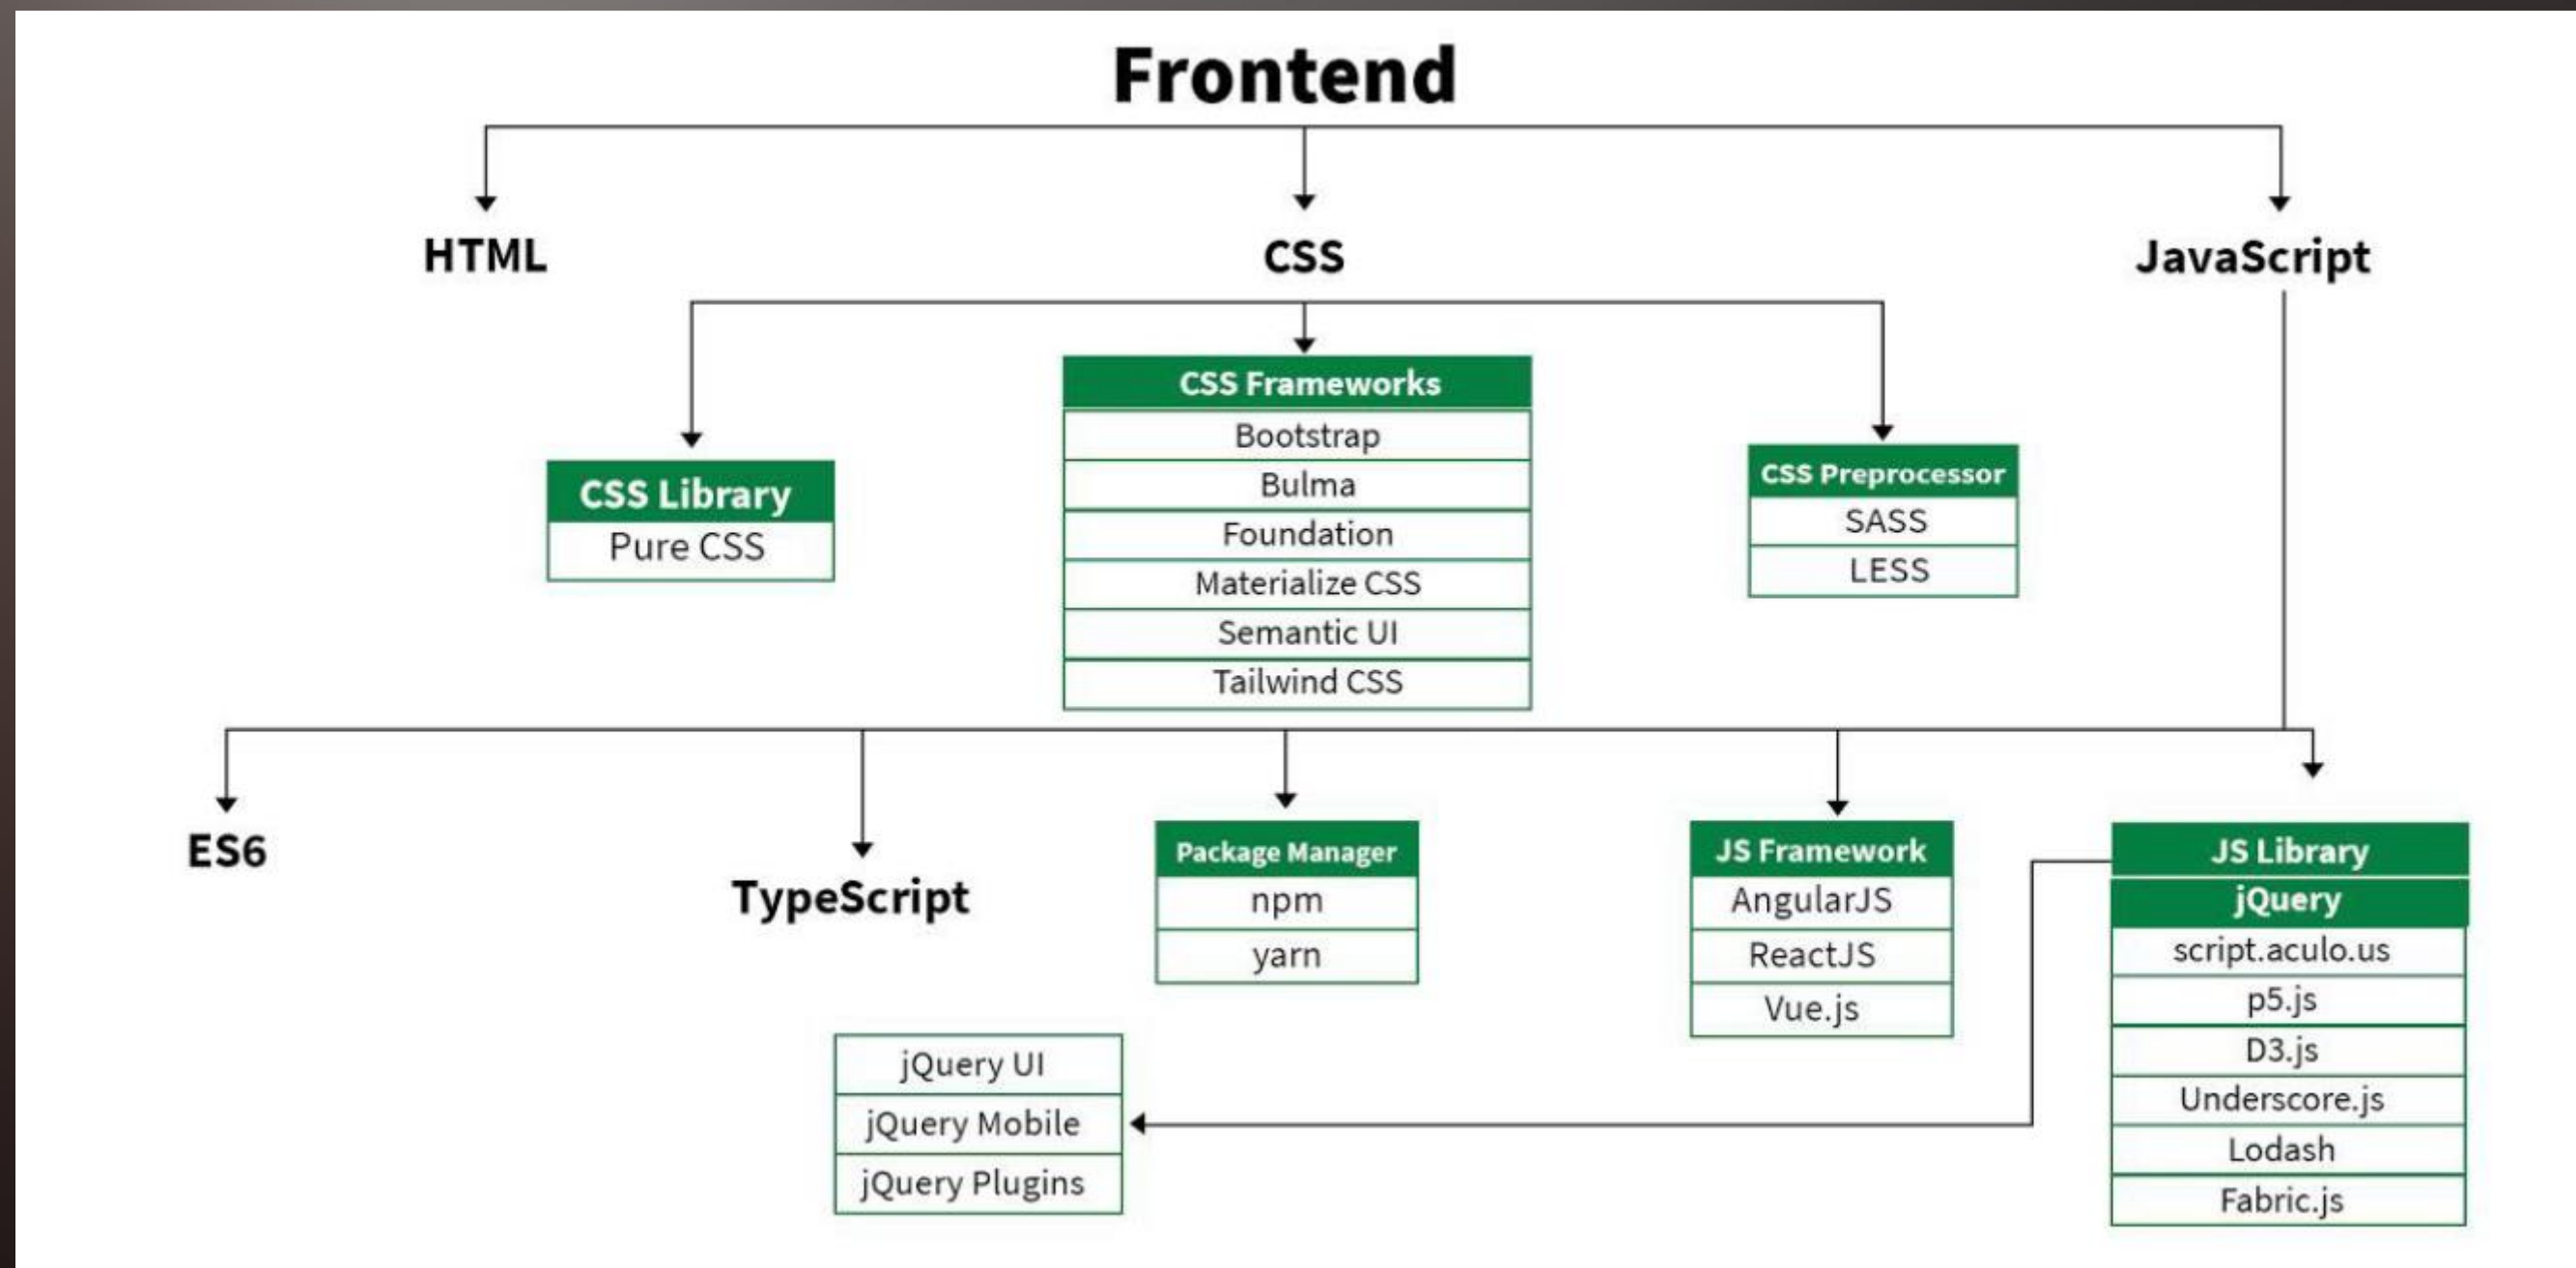 Frontend
HTML
CSS
JavaScript
CSS Library
Pure CSS
CSS Frameworks
Bootstrap
Bulma
Foundation
Materialize CSS
Semantic UI
Tailwind CSS
CSS Preprocessor
SASS
LESS
ES6
TypeScript
Package Manager
npm
yarn
JS Framework
AngularJS
ReactJS
Vue.js
JS Library
jQuery
script.aculo.us
p5.js
D3.js
Underscore.js
Lodash
Fabric.js
jQuery UI
jQuery Mobile
jQuery Plugins